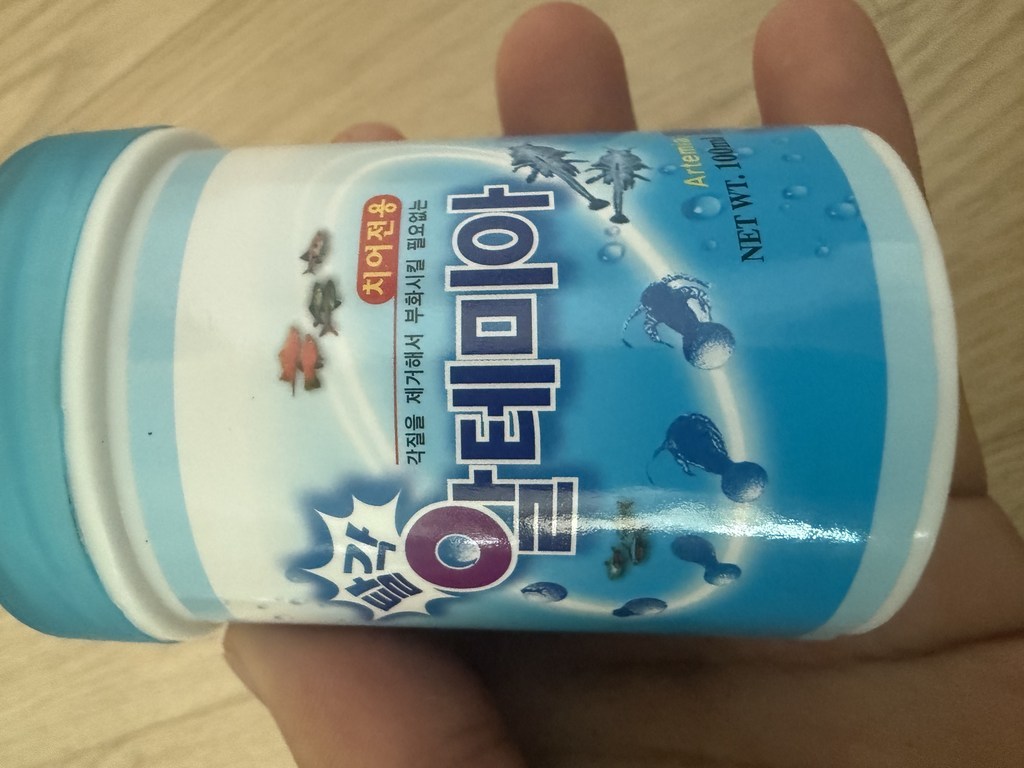 치어전용
각질을 제거해서 부화시킬 필요없는
탈각
알테미아
Artemia
NET WT. 100ml